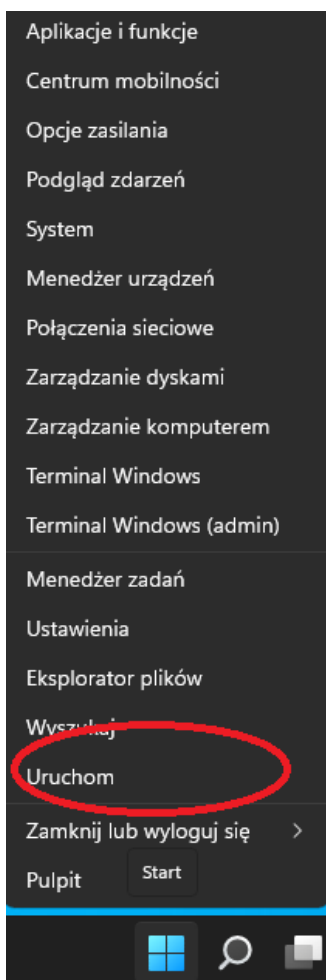 Aplikacje i funkcje
Centrum mobilności
Opcje zasilania
Podgląd zdarzeń
System
Menedżer urządzeń
Połączenia sieciowe
Zarządzanie dyskami
Zarządzanie komputerem
Terminal Windows
Terminal Windows (admin)
Menedżer zadań
Ustawienia
Eksplorator plików
Wyszukaj
Uruchom
Zamknij lub wyloguj się
Pulpit
Start